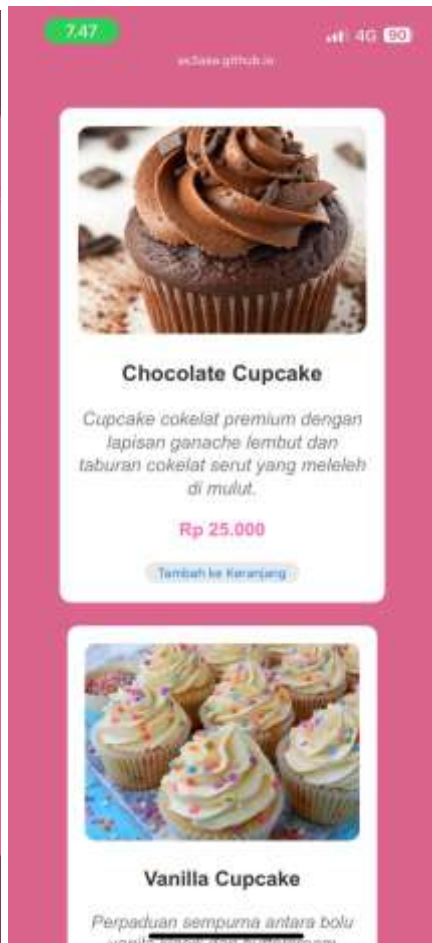 7.47
4G 90
Chocolate Cupcake
Cupcake cokelat premium dengan
lapisan ganache lembut dan
taburan cokelat serut yang meleleh
di mulut.
Rp 25.000
Tambah ke Keranjang
Vanilla Cupcake
Perpaduan sempurna antara bolu